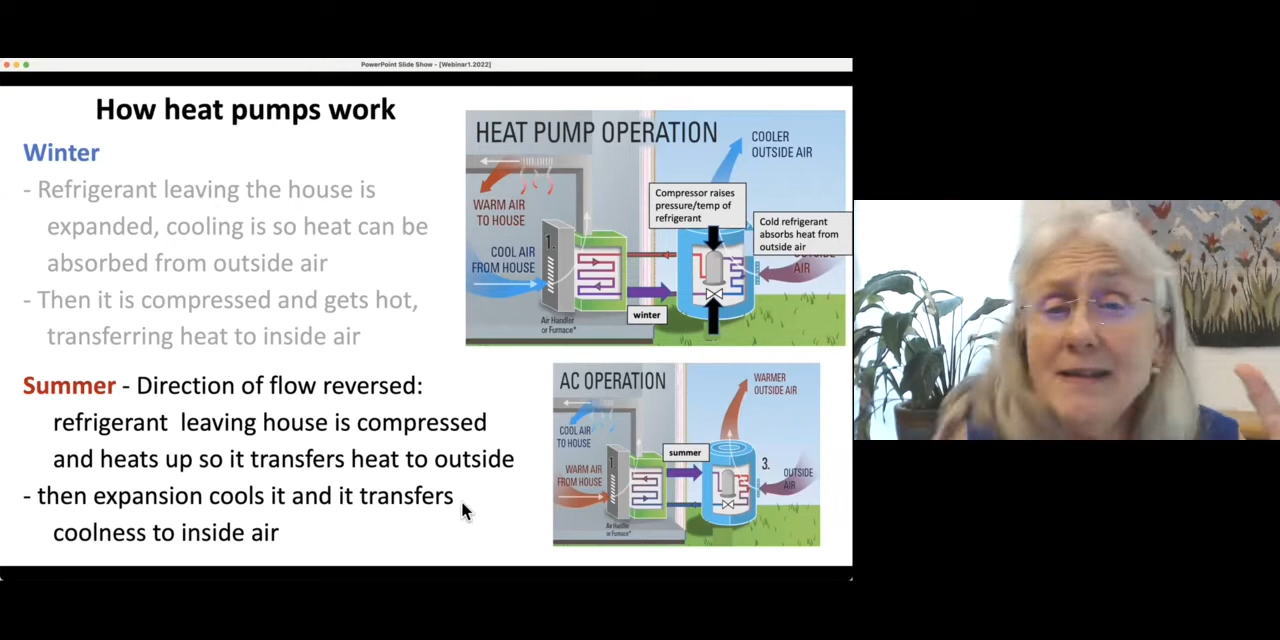 PowerPoint Slide Show - [Webinar1.2022]
How heat pumps work
Winter
- Refrigerant leaving the house is
expanded, cooling is so heat can be
absorbed from outside air
- Then it is compressed and gets hot,
transferring heat to inside air
Summer - Direction of flow reversed:
refrigerant leaving house is compressed
and heats up so it transfers heat to outside
- then expansion cools it and it transfers
coolness to inside air
HEAT PUMP OPERATION
COOLER
OUTSIDE AIR
Compressor raises
pressure/temp of
refrigerant
Cold refrigerant
absorbs heat from
outside air
OUTSIDE
AIR
WARM AIR
TO HOUSE
1.
COOL AIR
FROM HOUSE
winter
Air Handler
or Furnace*
AC OPERATION
WARMER
OUTSIDE AIR
COOL AIR
TO HOUSE
summer
3.
WARM AIR
FROM HOUSE
1
OUTSIDE
AIR
Air Handler
or Furnace*